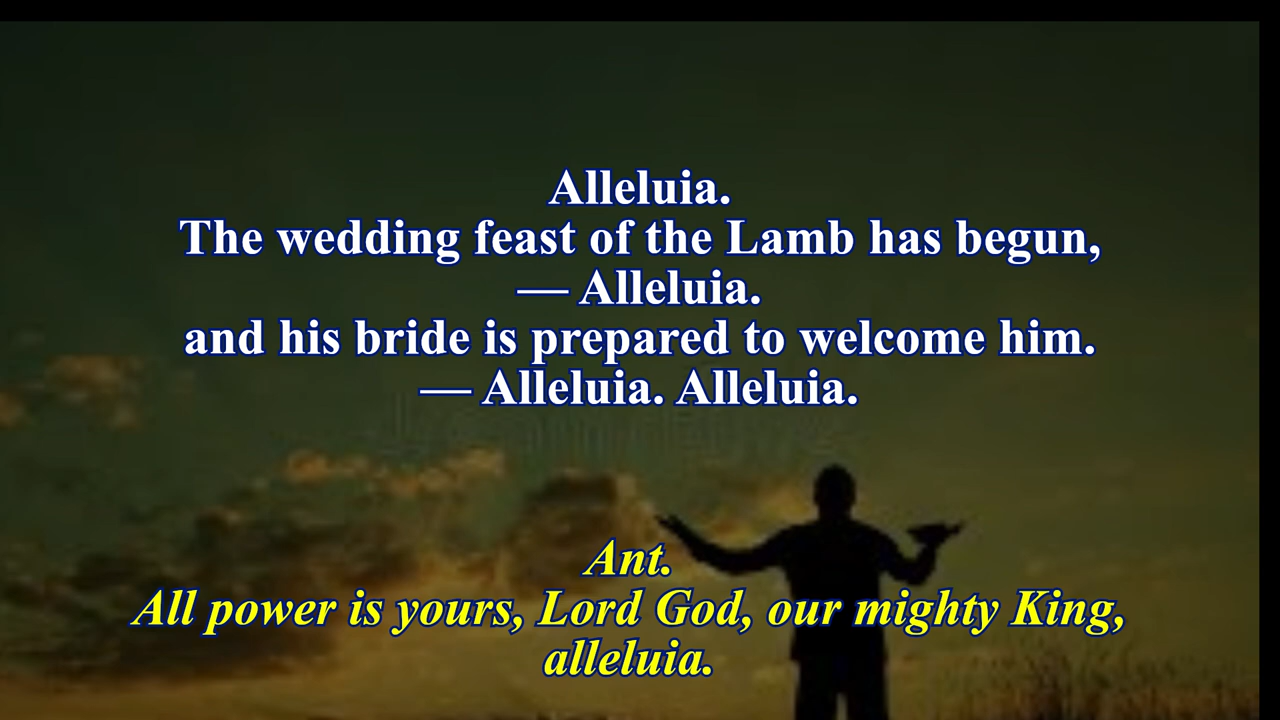 Alleluia.
The wedding feast of the Lamb has begun,
— Alleluia.
and his bride is prepared to welcome him.
— Alleluia. Alleluia.
Ant.
All power is yours, Lord God, our mighty King,
alleluia.